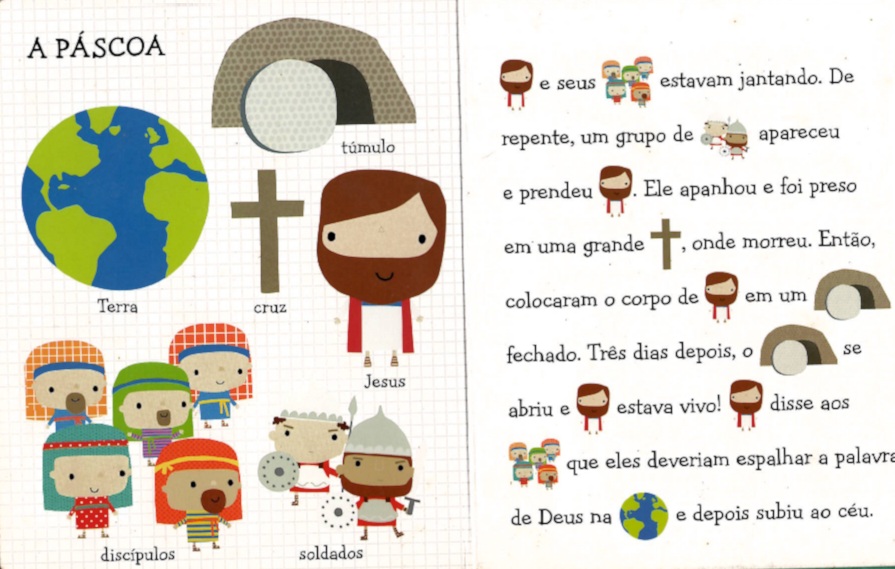 A PÁSCOA
túmulo
Terra
cruz
Jesus
discípulos
soldados
e seus estavam jantando. De
repente, um grupo de apareceu
e prendeu . Ele apanhou e foi preso
em uma grande , onde morreu. Então,
colocaram o corpo de em um
fechado. Três dias depois, o se
abriu e estava vivo! disse aos
que eles deveriam espalhar a palavra
de Deus na e depois subiu ao céu.